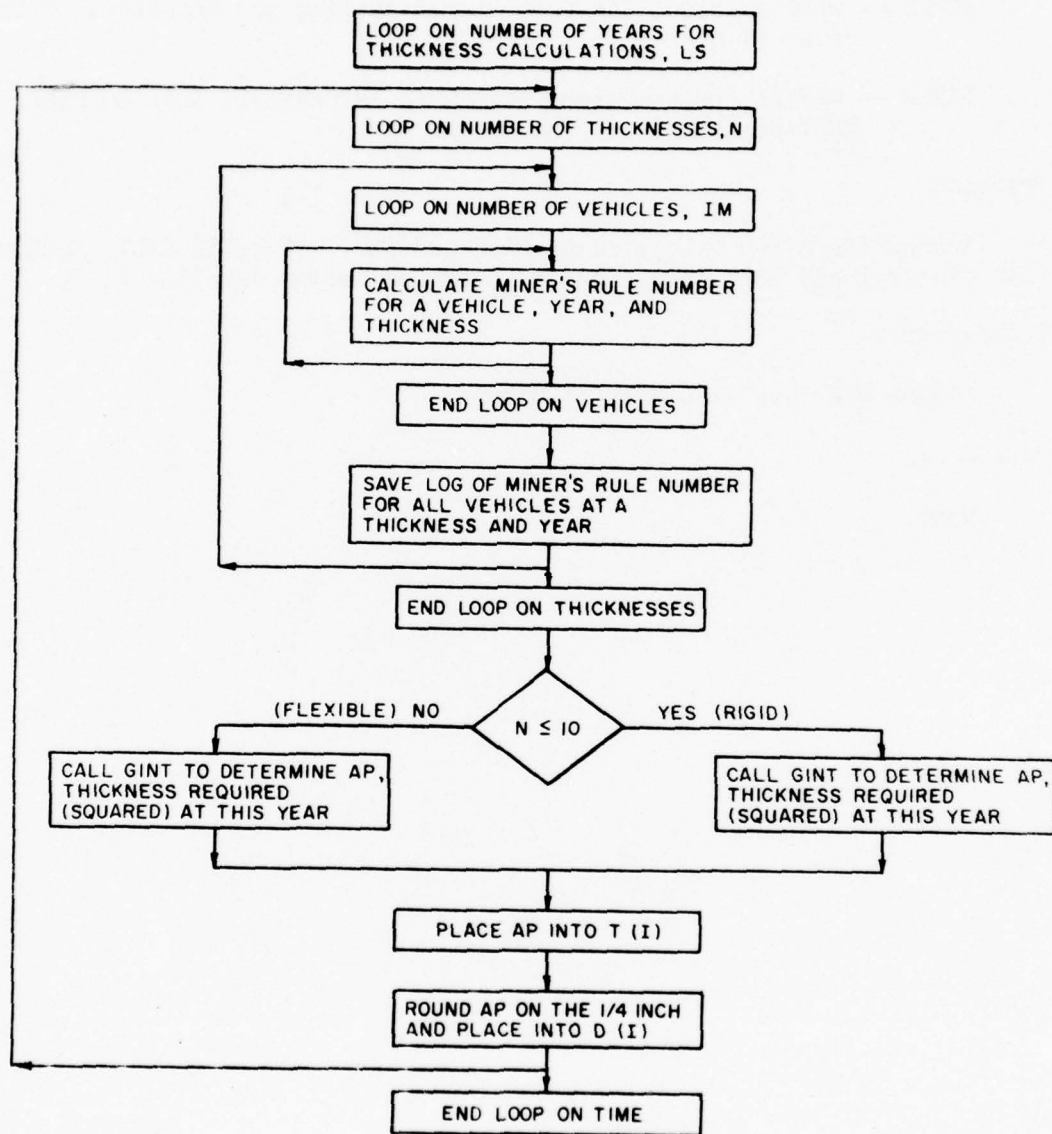 LOOP ON NUMBER OF YEARS FOR
THICKNESS CALCULATIONS, LS
LOOP ON NUMBER OF THICKNESSES, N
LOOP ON NUMBER OF VEHICLES, IM
CALCULATE MINER'S RULE NUMBER
FOR A VEHICLE, YEAR, AND
THICKNESS
END LOOP ON VEHICLES
SAVE LOG OF MINER'S RULE NUMBER
FOR ALL VEHICLES AT A
THICKNESS AND YEAR
END LOOP ON THICKNESSES
(FLEXIBLE) NO
N ≤ 10
YES (RIGID)
CALL GINT TO DETERMINE AP,
THICKNESS REQUIRED
(SQUARED) AT THIS YEAR
CALL GINT TO DETERMINE AP,
THICKNESS REQUIRED
(SQUARED) AT THIS YEAR
PLACE AP INTO T (I)
ROUND AP ON THE 1/4 INCH
AND PLACE INTO D (I)
END LOOP ON TIME